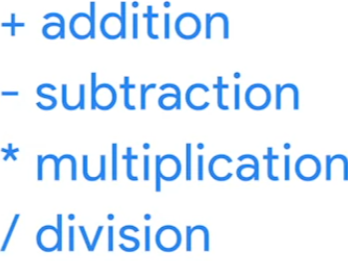 + addition
- subtraction
* multiplication
/ division